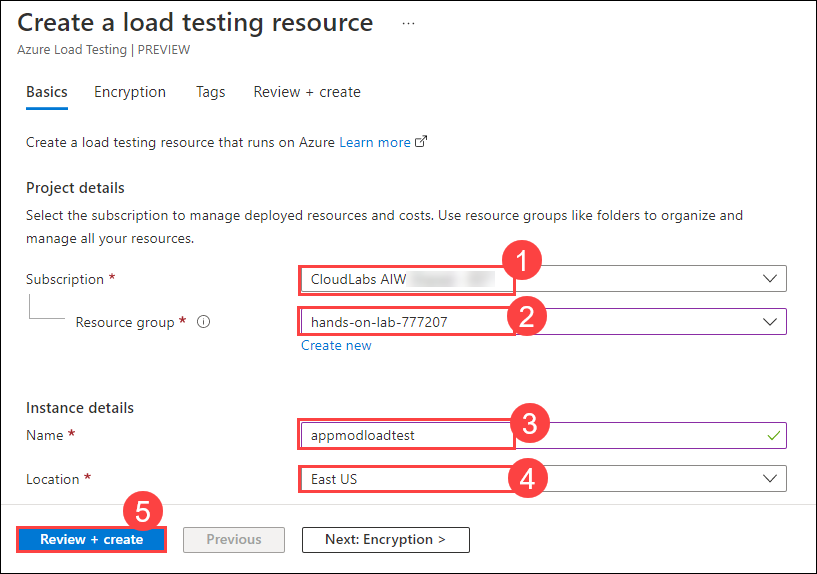 Create a load testing resource ...
Azure Load Testing | PREVIEW
Basics Encryption Tags Review + create
Create a load testing resource that runs on Azure Learn more
Project details
Select the subscription to manage deployed resources and costs. Use resource groups like folders to organize and
manage all your resources.
1
Subscription * CloudLabs AIW
2
Resource group * hands-on-lab-777207
Create new
Instance details
3
Name * appmodloadtest
Location * East US 4
5
Review + create Previous Next: Encryption >